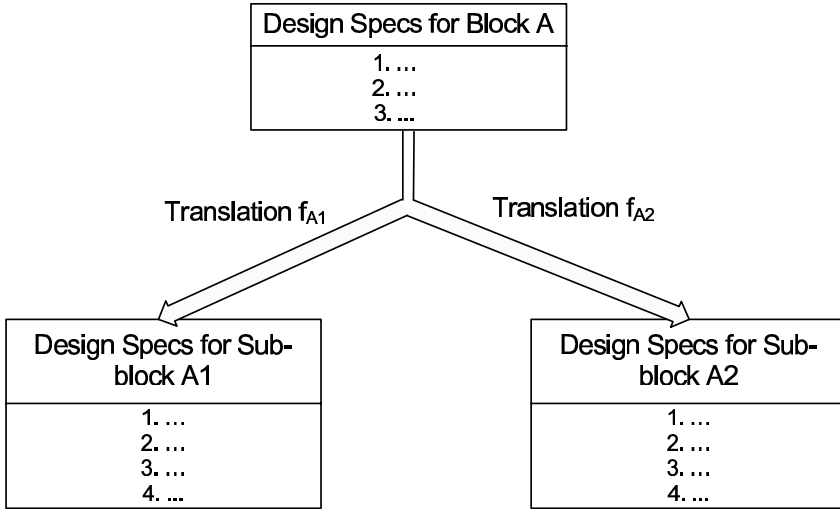 Design Specs for Block A
1. ...
2. ...
3. ...
Translation fA1
Translation fA2
Design Specs for Sub-
block A1
1. ...
2. ...
3. ...
4. ...
Design Specs for Sub-
block A2
1. ...
2. ...
3. ...
4. ...